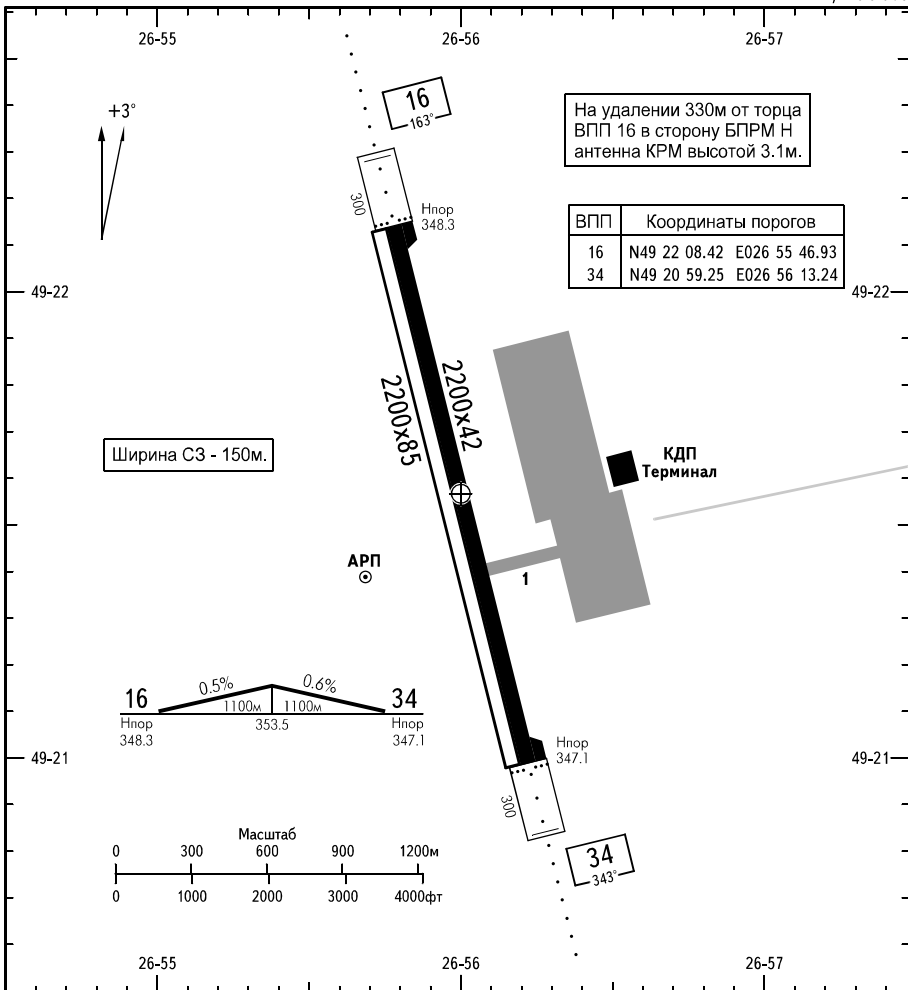 26-55
26-56
26-57
+3°
16
163°
На удалении 330м от торца
ВПП 16 в сторону БПРМ Н
антенна КРМ высотой 3.1м.
300
Нпор
348.3
ВПП Координаты порогов
16 N49 22 08.42 E026 55 46.93
34 N49 20 59.25 E026 56 13.24
49-22
49-22
2200x42
2200x85
Ширина СЗ - 150м.
КДП
Терминал
АРП
1
0.5% 0.6%
16 1100м 1100м 34
Нпор 353.5 Нпор
348.3 347.1
Нпор
347.1
49-21
49-21
300
Масштаб
0 300 600 900 1200м
0 1000 2000 3000 4000фт
34
343°
26-55
26-56
26-57